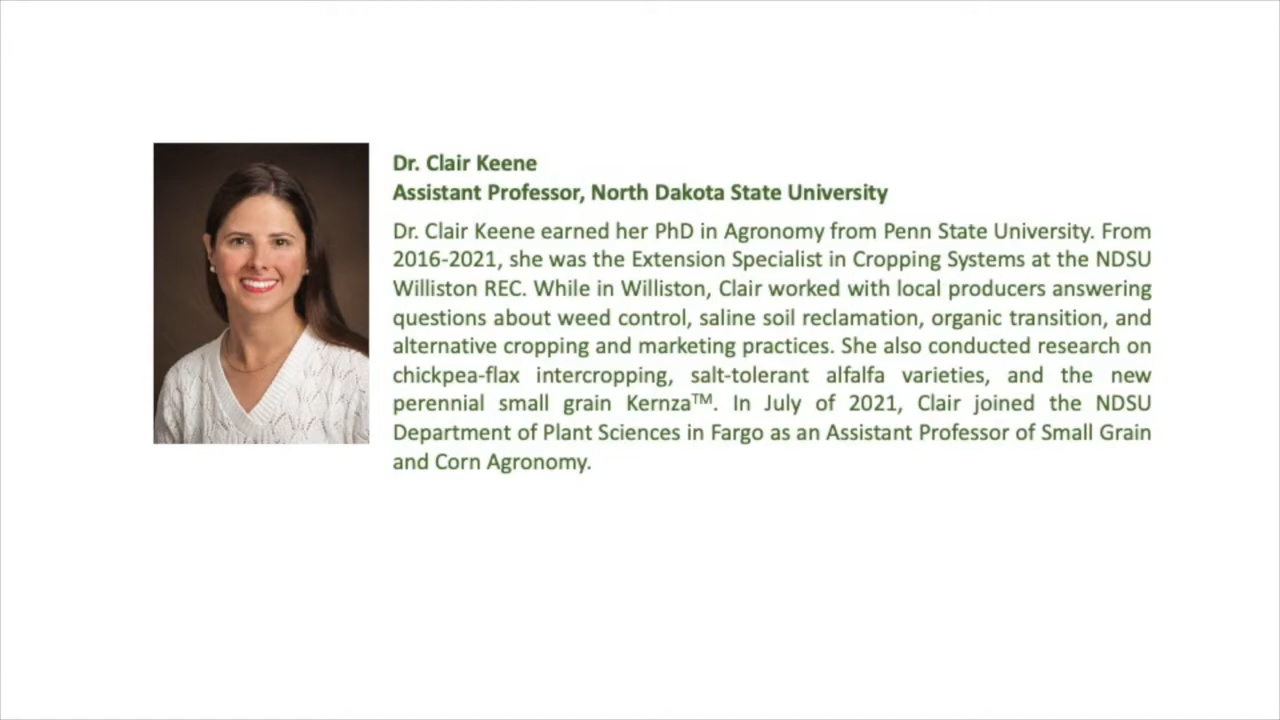 Dr. Clair Keene
Assistant Professor, North Dakota State University
Dr. Clair Keene earned her PhD in Agronomy from Penn State University. From
2016-2021, she was the Extension Specialist in Cropping Systems at the NDSU
Williston REC. While in Williston, Clair worked with local producers answering
questions about weed control, saline soil reclamation, organic transition, and
alternative cropping and marketing practices. She also conducted research on
chickpea-flax intercropping, salt-tolerant alfalfa varieties, and the new
perennial small grain Kernza™. In July of 2021, Clair joined the NDSU
Department of Plant Sciences in Fargo as an Assistant Professor of Small Grain
and Corn Agronomy.